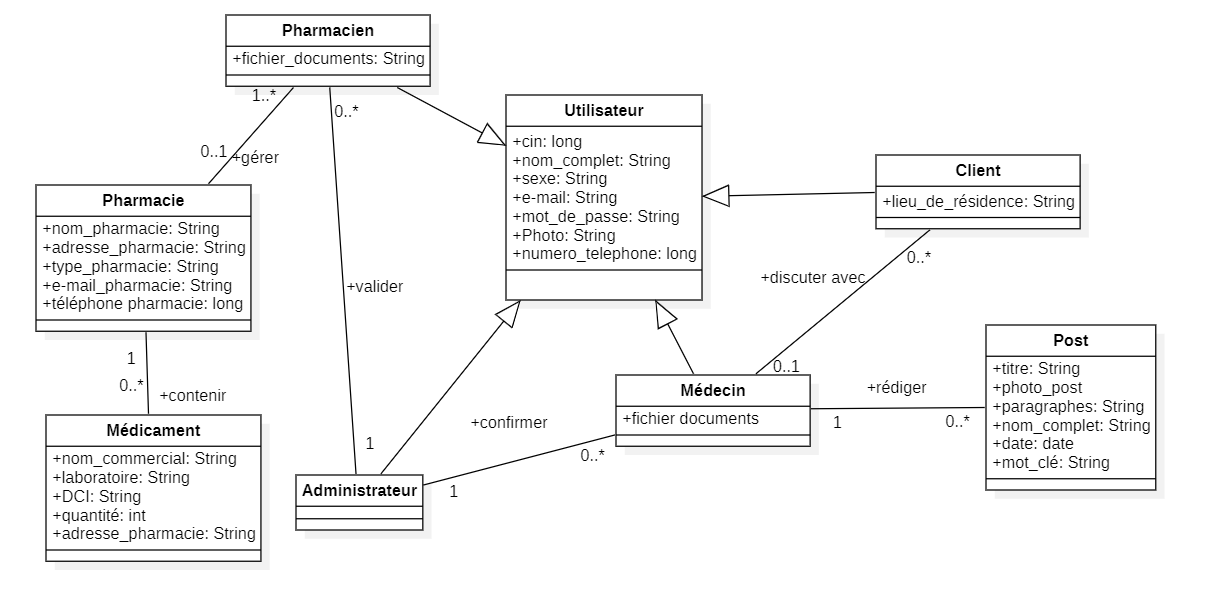 Pharmacien
+fichier_documents: String
1..*
0..*
0..1
+gérer
Utilisateur
+cin: long
+nom_complet: String
+sexe: String
+e-mail: String
+mot_de_passe: String
+Photo: String
+numero_telephone: long
Client
+lieu_de_résidence: String
0..*
+discuter avec
0..1
Pharmacie
+nom_pharmacie: String
+adresse_pharmacie: String
+type_pharmacie: String
+e-mail_pharmacie: String
+téléphone pharmacie: long
+valider
1
1
0..*
+contenir
Médicament
+nom_commercial: String
+laboratoire: String
+DCI: String
+quantité: int
+adresse_pharmacie: String
Administrateur
+confirmer
1
0..*
Médecin
+fichier documents
+rédiger
1
0..*
Post
+titre: String
+photo_post
+paragraphes: String
+nom_complet: String
+date: date
+mot_clé: String